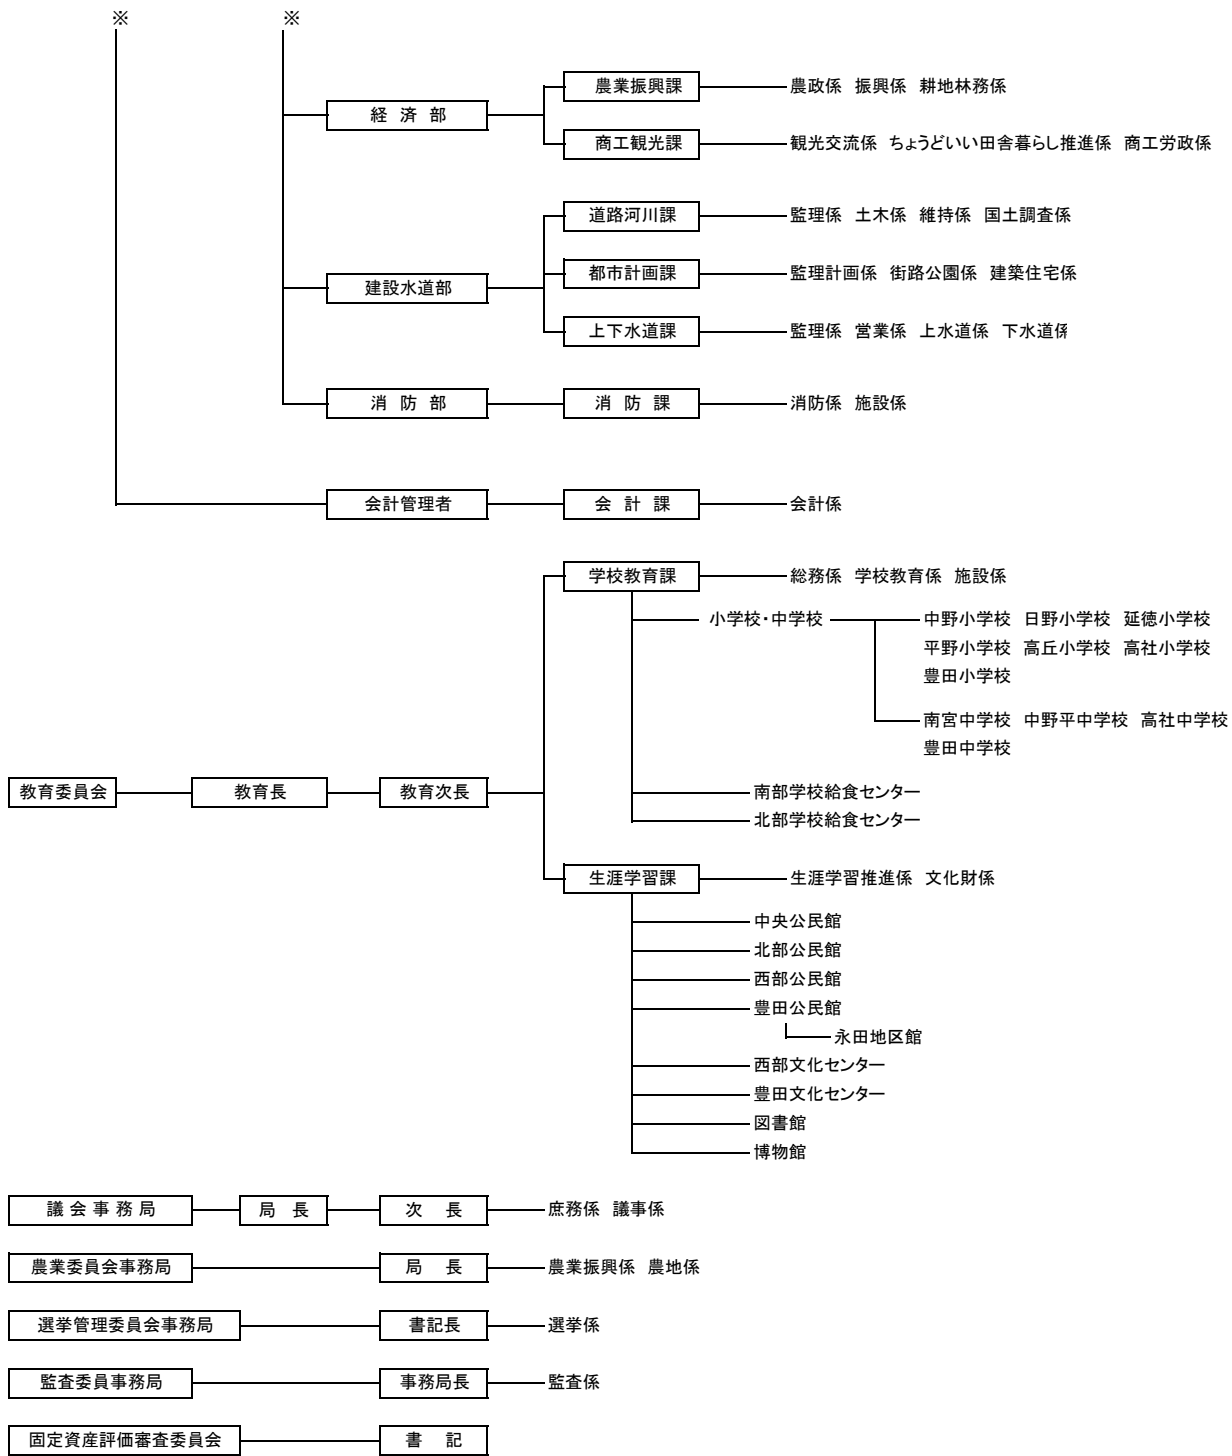 ※ ※
農業振興課 農政係 振興係 耕地林務係
経 済 部
商工観光課 観光交流係 ちょうどいい田舎暮らし推進係 商工労政係
道路河川課 監理係 土木係 維持係 国土調査係
都市計画課 監理計画係 街路公園係 建築住宅係
建設水道部
上下水道課 監理係 営業係 上水道係 下水道係
消 防 部 消 防 課 消防係 施設係
会計管理者 会 計 課 会計係
学校教育課 総務係 学校教育係 施設係
小学校・中学校 中野小学校 日野小学校 延徳小学校
平野小学校 高丘小学校 高社小学校
豊田小学校
南宮中学校 中野平中学校 高社中学校
豊田中学校
教育委員会 教育長 教育次長 南部学校給食センター
北部学校給食センター
生涯学習課 生涯学習推進係 文化財係
中央公民館
北部公民館
西部公民館
豊田公民館
永田地区館
西部文化センター
豊田文化センター
図書館
博物館
議 会 事 務 局 局 長 次 長 庶務係 議事係
農業委員会事務局 局 長 農業振興係 農地係
選挙管理委員会事務局 書記長 選挙係
監査委員事務局 事務局長 監査係
固定資産評価審査委員会 書 記